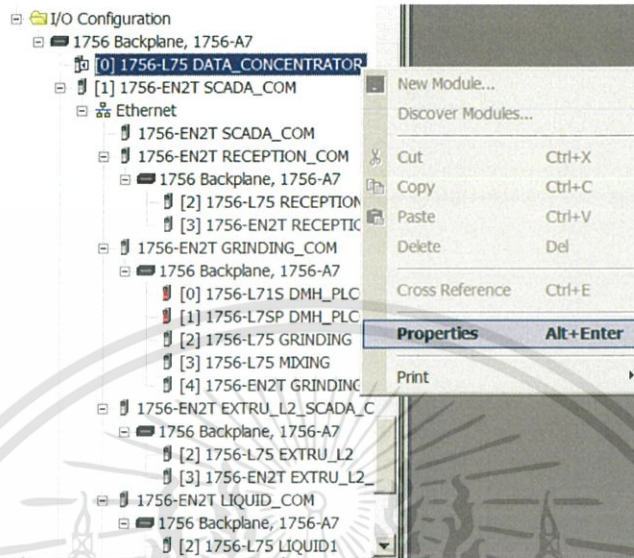 I/O Configuration
1756 Backplane, 1756-A7
[0] 1756-L75 DATA_CONCENTRATOR
[1] 1756-EN2T SCADA_COM
Ethernet
1756-EN2T SCADA_COM
1756-EN2T RECEPTION_COM
1756 Backplane, 1756-A7
[2] 1756-L75 RECEPTION
[3] 1756-EN2T RECEPTIO
1756-EN2T GRINDING_COM
1756 Backplane, 1756-A7
[0] 1756-L71S DMH_PLC
[1] 1756-L7SP DMH_PLC
[2] 1756-L75 GRINDING
[3] 1756-L75 MIXING
[4] 1756-EN2T GRINDING
1756-EN2T EXTRU_L2_SCADA_C
1756 Backplane, 1756-A7
[2] 1756-L75 EXTRU_L2
[3] 1756-EN2T EXTRU_L2_
1756-EN2T LIQUID_COM
1756 Backplane, 1756-A7
[2] 1756-L75 LIQUID1
New Module...
Discover Modules...
Cut Ctrl+X
Copy Ctrl+C
Paste Ctrl+V
Delete Del
Cross Reference Ctrl+E
Properties Alt+Enter
Print